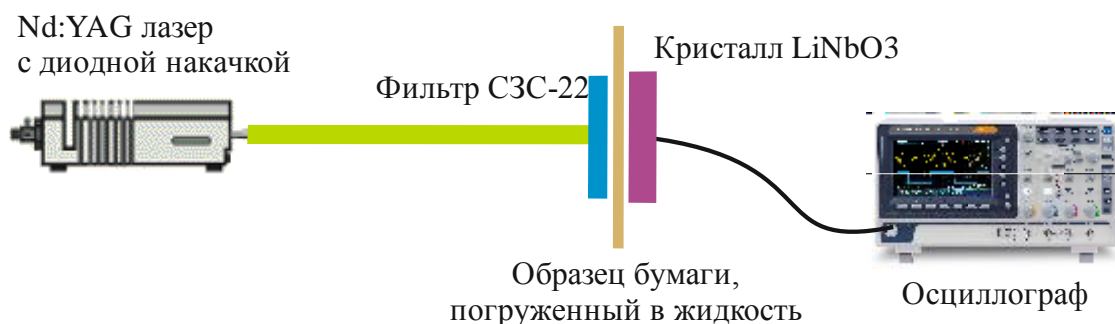 Nd:YAG лазер
с диодной накачкой
Фильтр СЗС-22
Кристалл LiNbO3
Образец бумаги,
погруженный в жидкость
Осциллограф